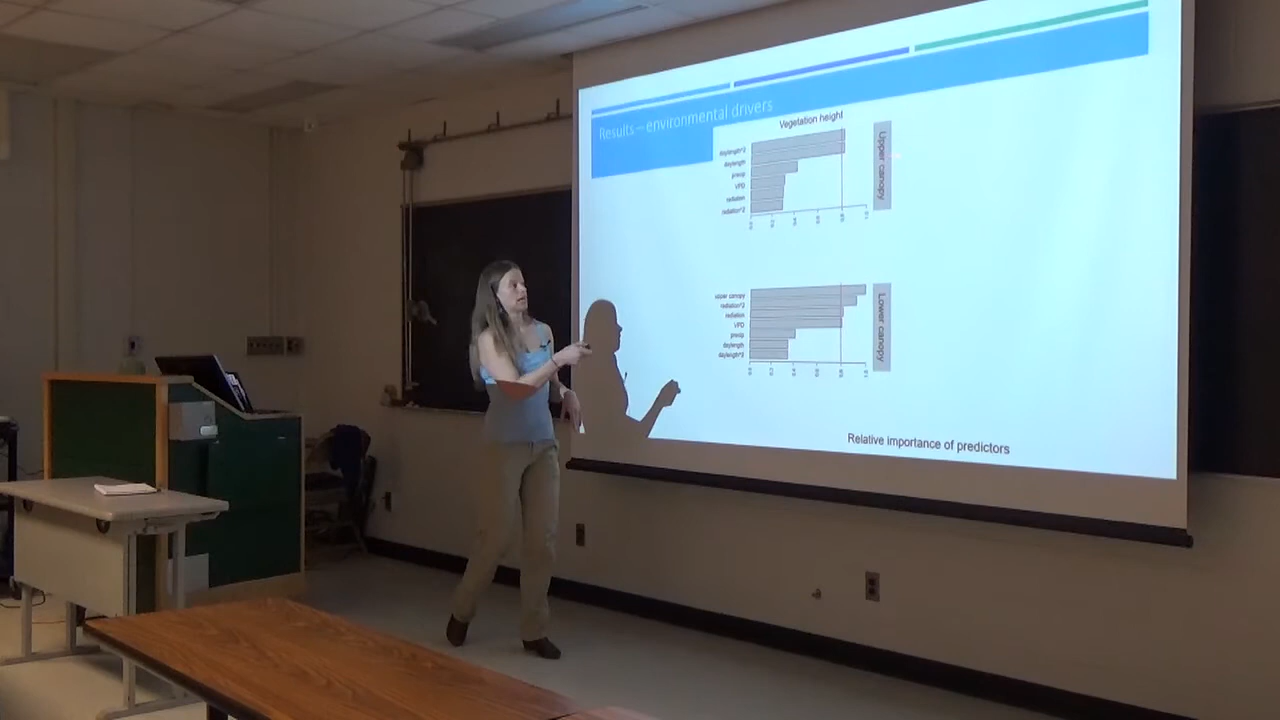 Results – environmental drivers
Vegetation height
daylength^2
daylength
precip
VPD
radiation
radiation^2
Upper canopy
upper canopy
radiation^2
radiation
VPD
precip
daylength
daylength^2
Lower canopy
Relative importance of predictors